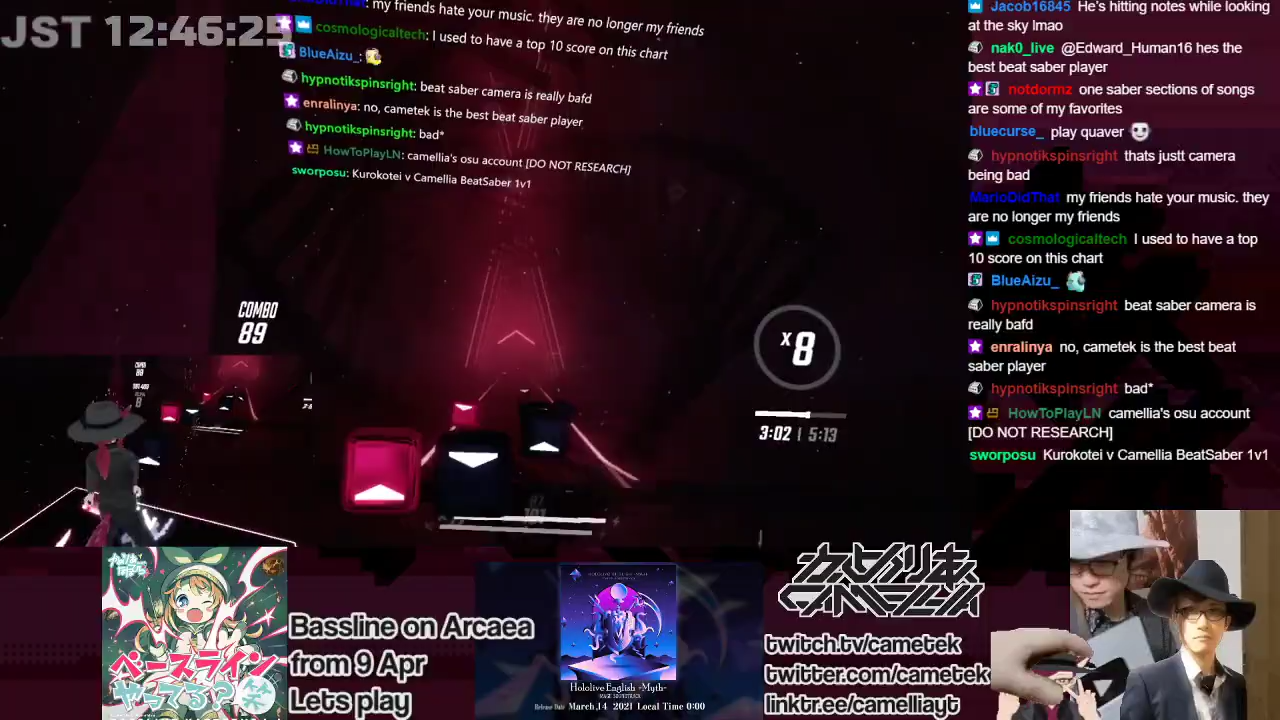 JST 12:46:25
my friends hate your music. they are no longer my friends
cosmologicaltech: I used to have a top 10 score on this chart
BlueAizu_:
hypnotikspinsright: beat saber camera is really bafd
enralinya: no, cametek is the best beat saber player
hypnotikspinsright: bad*
HowToPlayLN: camellia's osu account [DO NOT RESEARCH]
sworposu: Kurokotei v Camellia BeatSaber 1v1
COMBO
89
x8
3:02 | 5:13
Jacob16845 He's hitting notes while looking
at the sky lmao
nak0_live @Edward_Human16 hes the
best beat saber player
notdormz one saber sections of songs
are some of my favorites
bluecurse_ play quaver
hypnotikspinsright thats justt camera
being bad
MarioDidThat my friends hate your music. they
are no longer my friends
cosmologicaltech I used to have a top
10 score on this chart
BlueAizu_
hypnotikspinsright beat saber camera is
really bafd
enralinya no, cametek is the best beat
saber player
hypnotikspinsright bad*
HowToPlayLN camellia's osu account
[DO NOT RESEARCH]
sworposu Kurokotei v Camellia BeatSaber 1v1
ベースライン
やってる?
Bassline on Arcaea
from 9 Apr
Lets play
Hololive English -Myth-
Release Date March.14 2021 Local Time 0:00
かめりあ
CAMELLIA
twitch.tv/cametek
twitter.com/cametek
linktr.ee/camelliayt